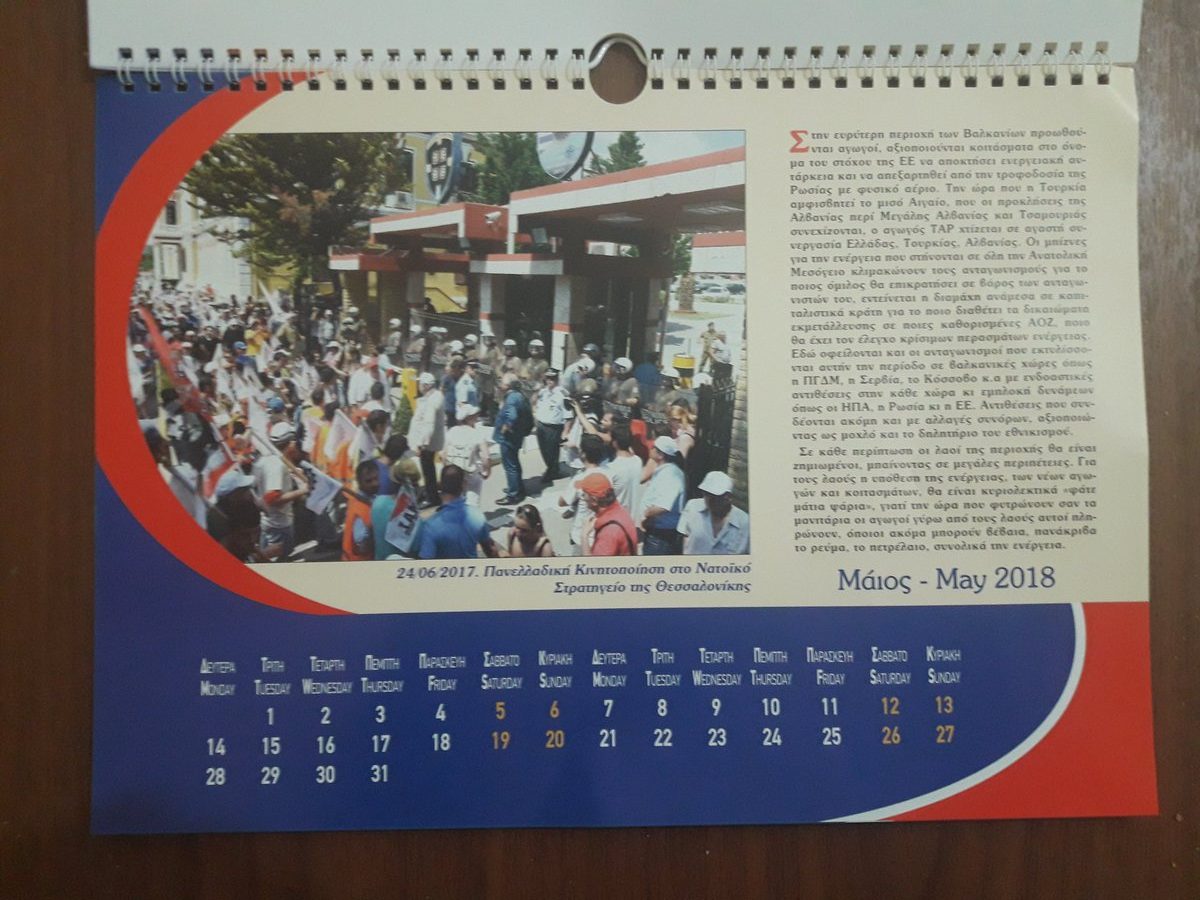 Στην ευρύτερη περιοχή των Βαλκανίων προωθού-
νται αγωγοί, αξιοποιούνται κοιτάσματα στο όνο-
μα του στόχου της ΕΕ να αποκτήσει ενεργειακή αυ-
τάρκεια και να απεξαρτηθεί από την τροφοδοσία της
Ρωσίας με φυσικό αέριο. Την ώρα που η Τουρκία
αμφισβητεί το μισό Αιγαίο, που οι προκλήσεις της
Αλβανίας περί Μεγάλης Αλβανίας και Τσαμουριάς
συνεχίζονται, ο αγωγός ΤΑΡ χτίζεται σε αγαστή συ-
νεργασία Ελλάδας, Τουρκίας, Αλβανίας. Οι μπίζνες
για την ενέργεια που στήνονται σε όλη την Ανατολική
Μεσόγειο κλιμακώνουν τους ανταγωνισμούς για το
ποιος όμιλος θα επικρατήσει σε βάρος των ανταγω-
νιστών του, εντείνεται η διαμάχη ανάμεσα σε καπι-
ταλιστικά κράτη για το ποιο διαθέτει τα δικαιώματα
εκμετάλλευσης σε ποιες καθορισμένες ΑΟΖ, ποιο
θα έχει τον έλεγχο κρίσιμων περασμάτων ενέργειας.
Εδώ οφείλονται και οι ανταγωνισμοί που εκτυλίσσο-
νται αυτήν την περίοδο σε βαλκανικές χώρες όπως
η ΠΓΔΜ, η Σερβία, το Κόσσοβο κ.α με ενδοαστικές
αντιθέσεις στην κάθε χώρα κι εμπλοκή δυνάμεων
όπως οι ΗΠΑ, η Ρωσία κι η ΕΕ. Αντιθέσεις που συν-
δέονται ακόμη και με αλλαγές συνόρων, αξιοποιώ-
ντας ως μοχλό και το δηλητήριο του εθνικισμού.
Σε κάθε περίπτωση οι λαοί της περιοχής θα είναι
ζημιωμένοι, μπαίνοντας σε μεγάλες περιπέτειες. Για
τους λαούς η υπόθεση της ενέργειας, των νέων αγω-
γών και κοιτασμάτων, θα είναι κυριολεκτικά «φάτε
μάτια ψάρια», γιατί την ώρα που φυτρώνουν σαν τα
μανιτάρια οι αγωγοί γύρω από τους λαούς αυτοί πλη-
ρώνουν, όποιοι ακόμα μπορούν βέβαια, πανάκριβα
το ρεύμα, το πετρέλαιο, συνολικά την ενέργεια.
24/06/2017. Πανελλαδική Κινητοποίηση στο Νατοϊκό
Στρατηγείο της Θεσσαλονίκης
Μάιος - May 2018
ΔΕΥΤΕΡΑ ΤΡΙΤΗ ΤΕΤΑΡΤΗ ΠΕΜΠΤΗ ΠΑΡΑΣΚΕΥΗ ΣΑΒΒΑΤΟ ΚΥΡΙΑΚΗ ΔΕΥΤΕΡΑ ΤΡΙΤΗ ΤΕΤΑΡΤΗ ΠΕΜΠΤΗ ΠΑΡΑΣΚΕΥΗ ΣΑΒΒΑΤΟ ΚΥΡΙΑΚΗ
MONDAY TUESDAY WEDNESDAY THURSDAY FRIDAY SATURDAY SUNDAY MONDAY TUESDAY WEDNESDAY THURSDAY FRIDAY SATURDAY SUNDAY
1 2 3 4 5 6 7 8 9 10 11 12 13
14 15 16 17 18 19 20 21 22 23 24 25 26 27
28 29 30 31